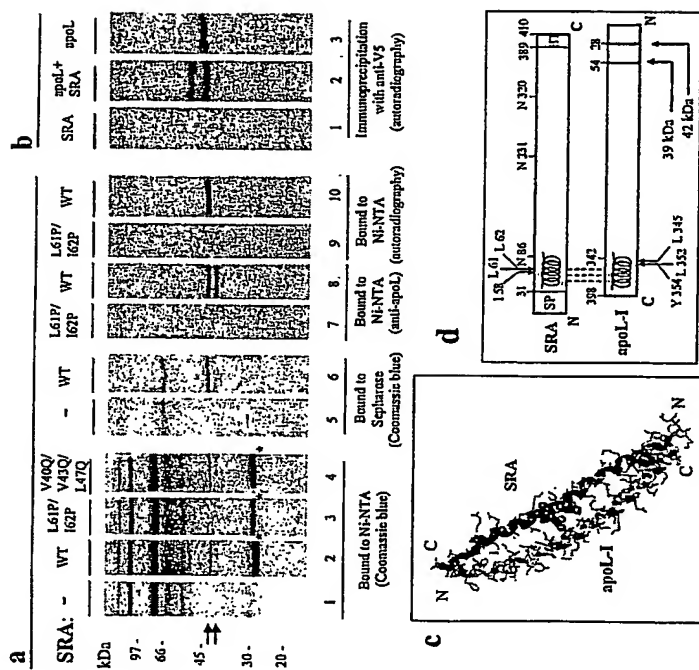 a
SRA: - WT L61P/ I62P V40Q/ V43Q/ L47Q - WT L61P/ I62P WT L61P/ I62P WT
kDa
97 -
66 -
45 -
30 -
20 -
1 2 3 4 5 6 7 8 9 10
Bound to Ni-NTA
(Coomassie blue)
Bound to
Sepharose
(Coomassie blue)
Bound to
Ni-NTA
(anti-apoL)
Bound to
Ni-NTA
(autoradiography)
b
SRA apoL+ SRA apoL
1 2 3
Immunoprecipitation
with anti-V5
(autoradiography)
c
N C
SRA
apoL-I
C N
d
L 61 L 62
31 N 86 N 231 N 320 389 410
SRA SP
N C
398 342 54 28
apoL-I
C N
Y 354 L 352 L 345
39 kDa
42 kDa